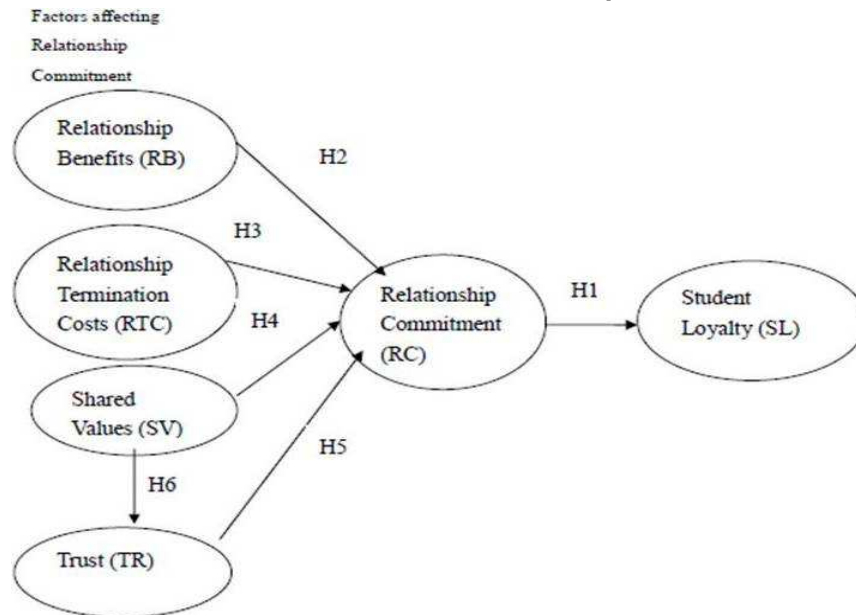 Factors affecting
Relationship
Commitment
Relationship
Benefits (RB)
H2
H3
Relationship
Termination
Costs (RTC)
H4
Relationship
Commitment
(RC)
H1
Student
Loyalty (SL)
Shared
Values (SV)
H5
H6
Trust (TR)